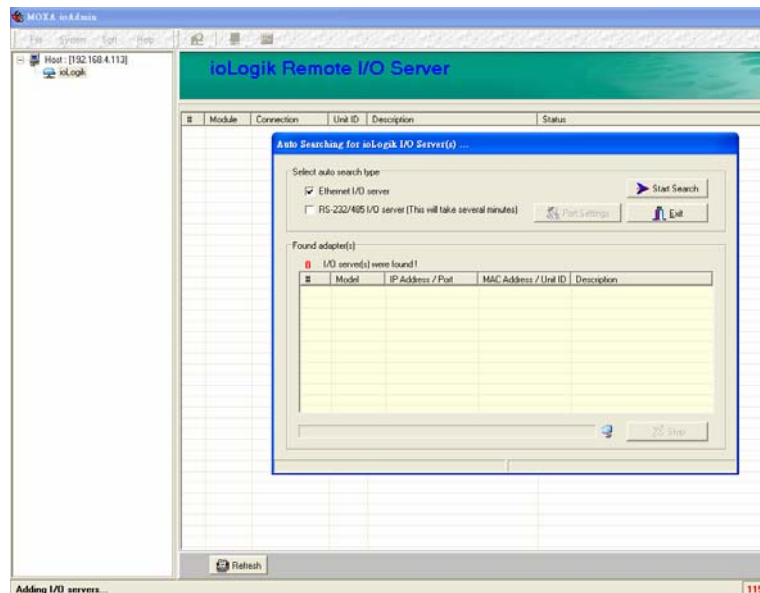 MOXA ioAdmin
File System Sort Help
Host : [192.168.4.113]
ioLogik
ioLogik Remote I/O Server
# Module Connection Unit ID Description Status
Auto Searching for ioLogik I/O Server(s) ...
Select auto search type
Ethernet I/O server
Start Search
RS-232/485 I/O server (This will take several minutes)
Port Settings
Exit
Found adapter(s)
0 I/O server(s) were found !
# Model IP Address / Port MAC Address / Unit ID Description
Stop
Refresh
Adding I/O servers...